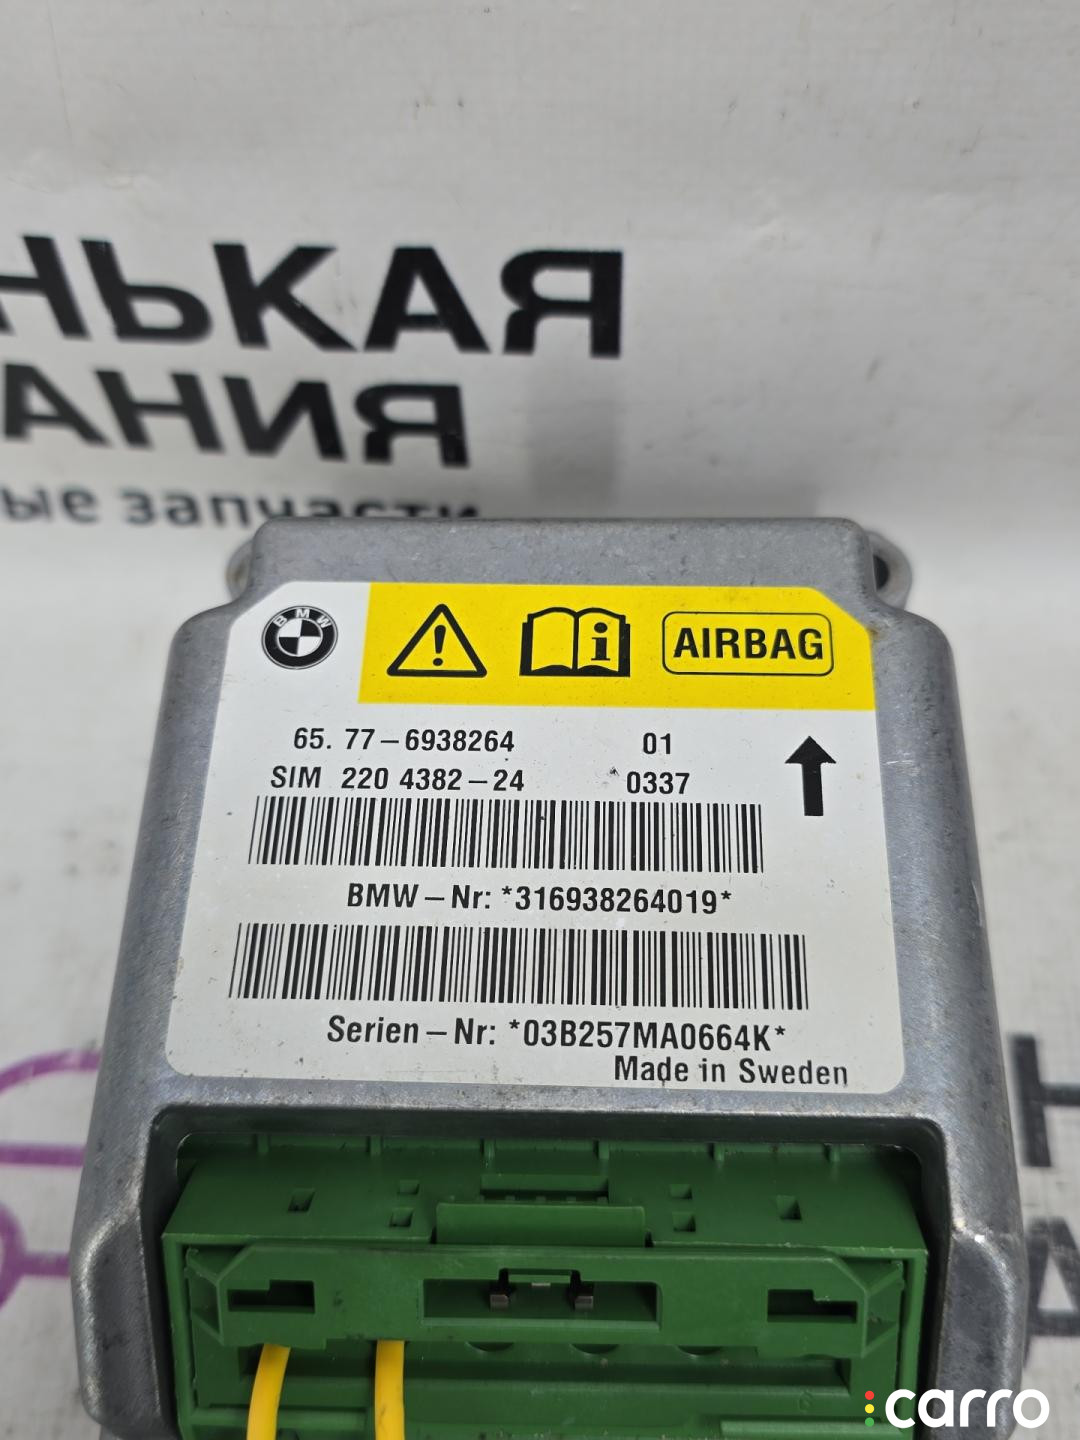 НЬКАЯ
АНИЯ
ые запчасти
BMW
AIRBAG
65. 77-6938264 01
SIM 220 4382-24 0337
BMW-Nr: *316938264019*
Serien-Nr: *03B257MA0664K*
Made in Sweden
carro